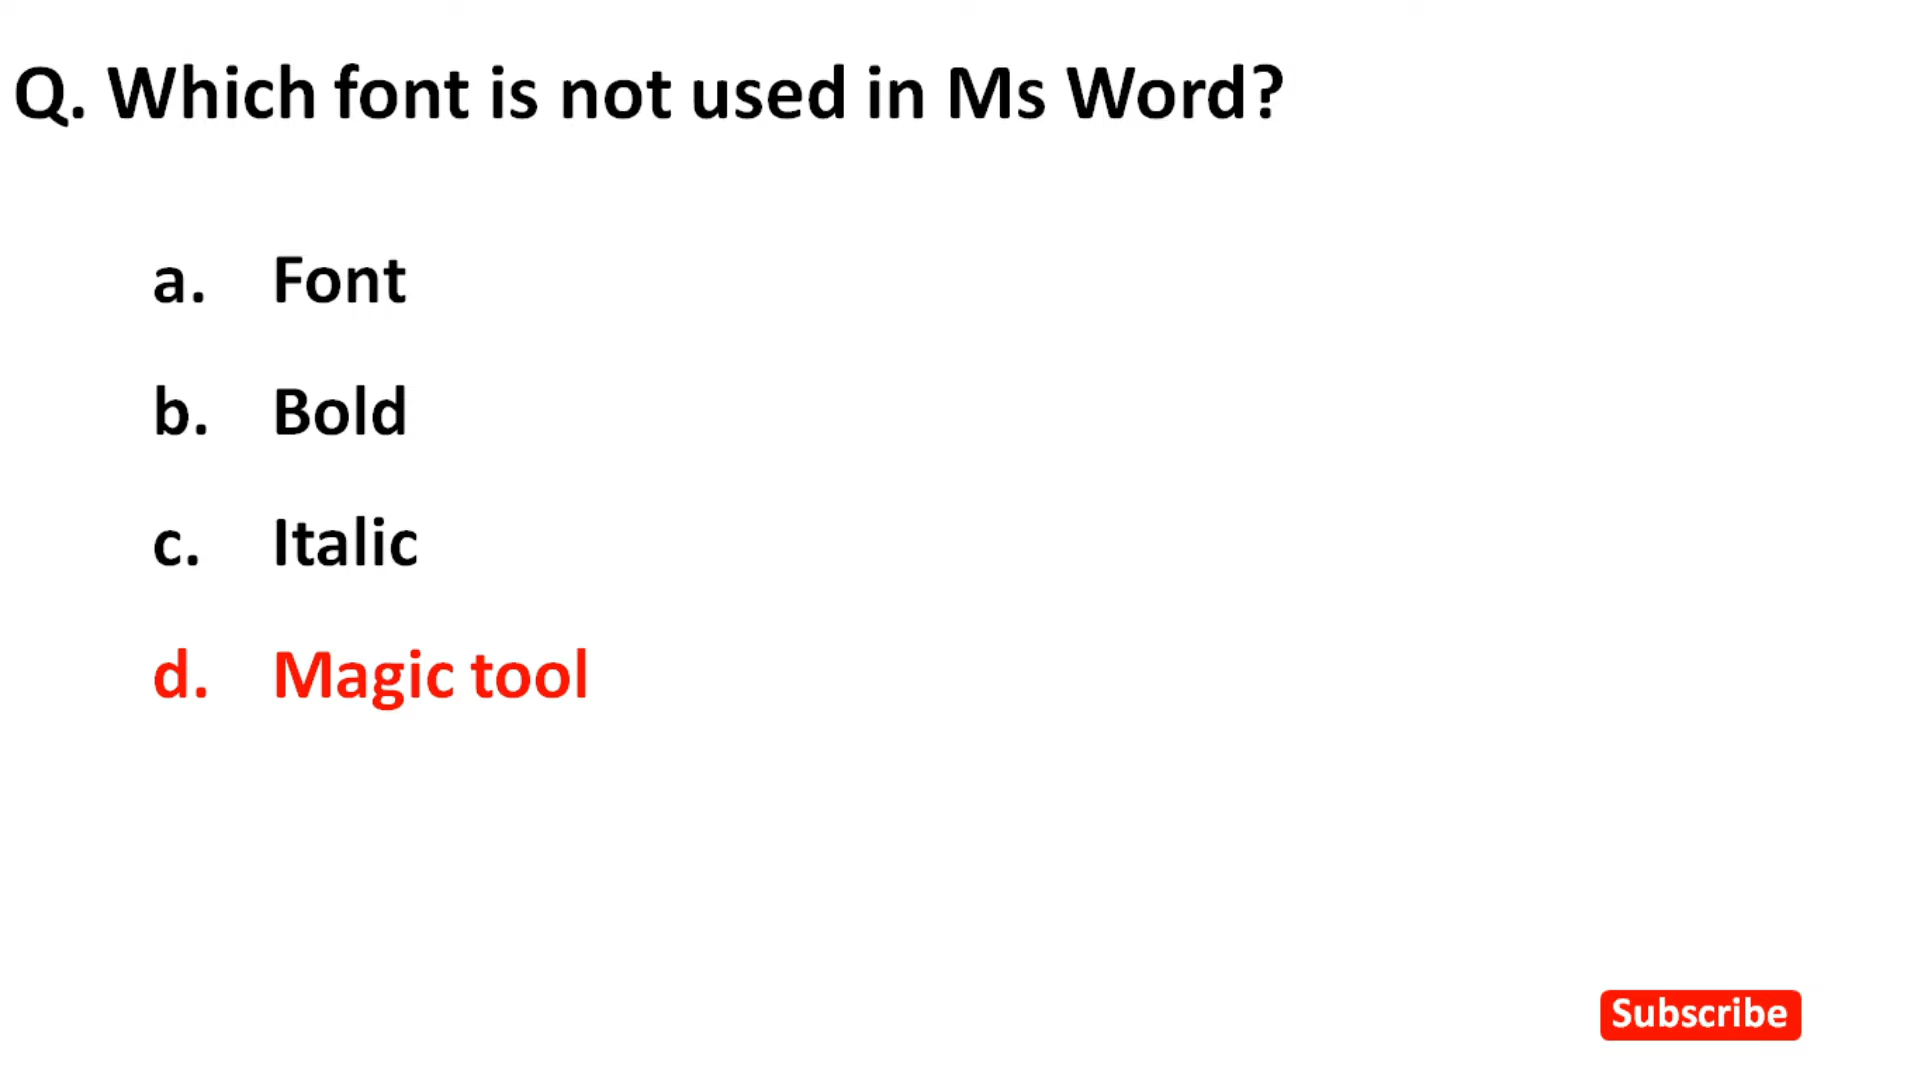 Q. Which font is not used in Ms Word?
a. Font
b. Bold
c. Italic
d. Magic tool
Subscribe